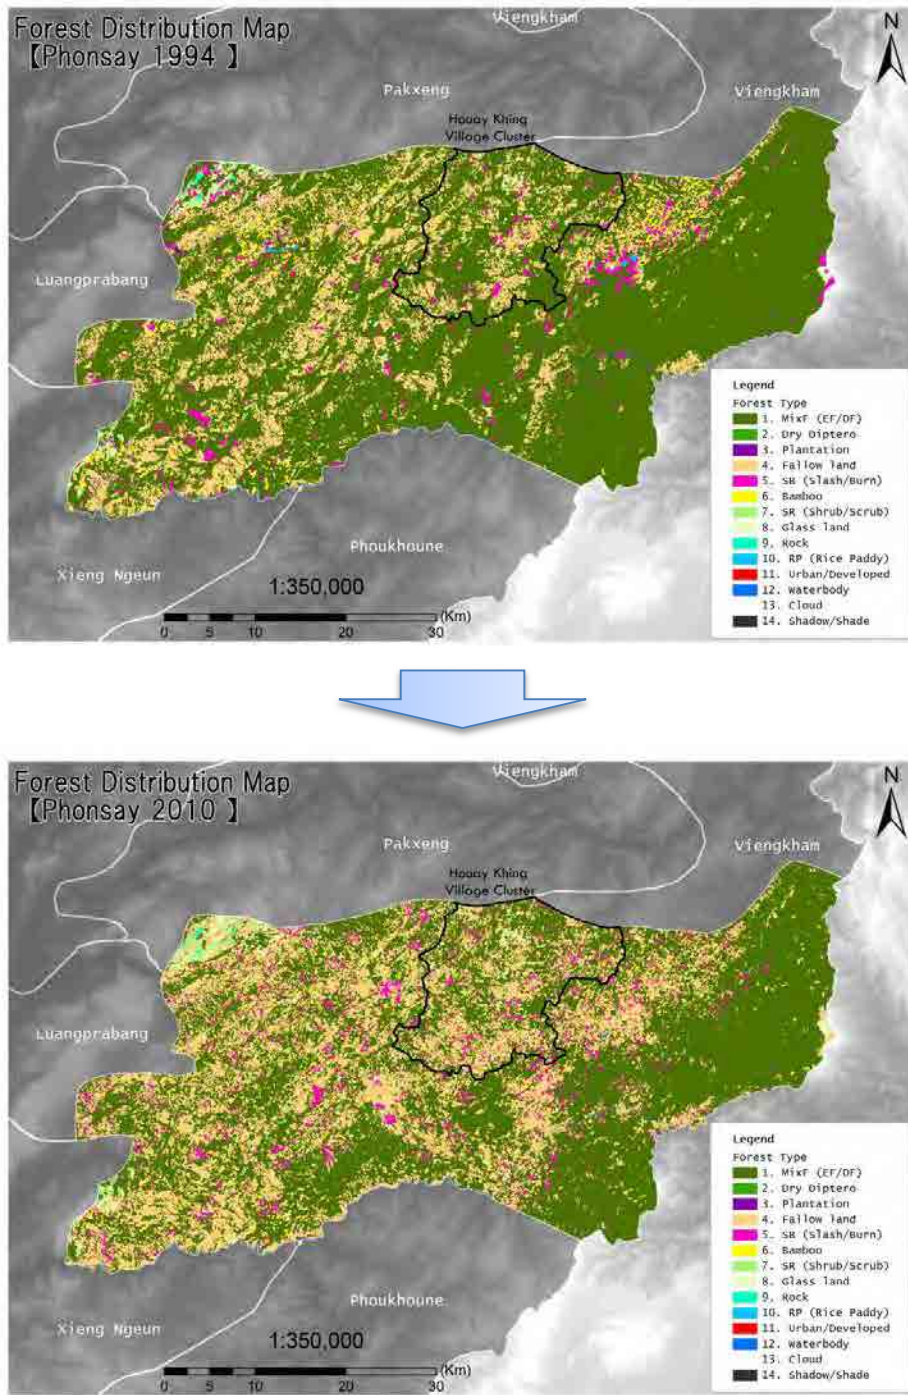 Forest Distribution Map
【Phonsay 1994 】
Viengkham
N
Pakxeng
Viengkham
Houay Khing
Village Cluster
Luangprabang
Xieng Ngeun
Phoukhoune
1:350,000
0 5 10 20 30 (Km)
Legend
Forest Type
1. MixF (EF/DF)
2. Dry Diptero
3. Plantation
4. Fallow land
5. SB (Slash/Burn)
6. Bamboo
7. SR (Shrub/Scrub)
8. Glass land
9. Rock
10. RP (Rice Paddy)
11. Urban/Developed
12. Waterbody
13. Cloud
14. Shadow/Shade
Forest Distribution Map
【Phonsay 2010 】
Viengkham
N
Pakxeng
Viengkham
Houay Khing
Village Cluster
Luangprabang
Xieng Ngeun
Phoukhoune
1:350,000
0 5 10 20 30 (Km)
Legend
Forest Type
1. MixF (EF/DF)
2. Dry Diptero
3. Plantation
4. Fallow land
5. SB (Slash/Burn)
6. Bamboo
7. SR (Shrub/Scrub)
8. Glass land
9. Rock
10. RP (Rice Paddy)
11. Urban/Developed
12. Waterbody
13. Cloud
14. Shadow/Shade